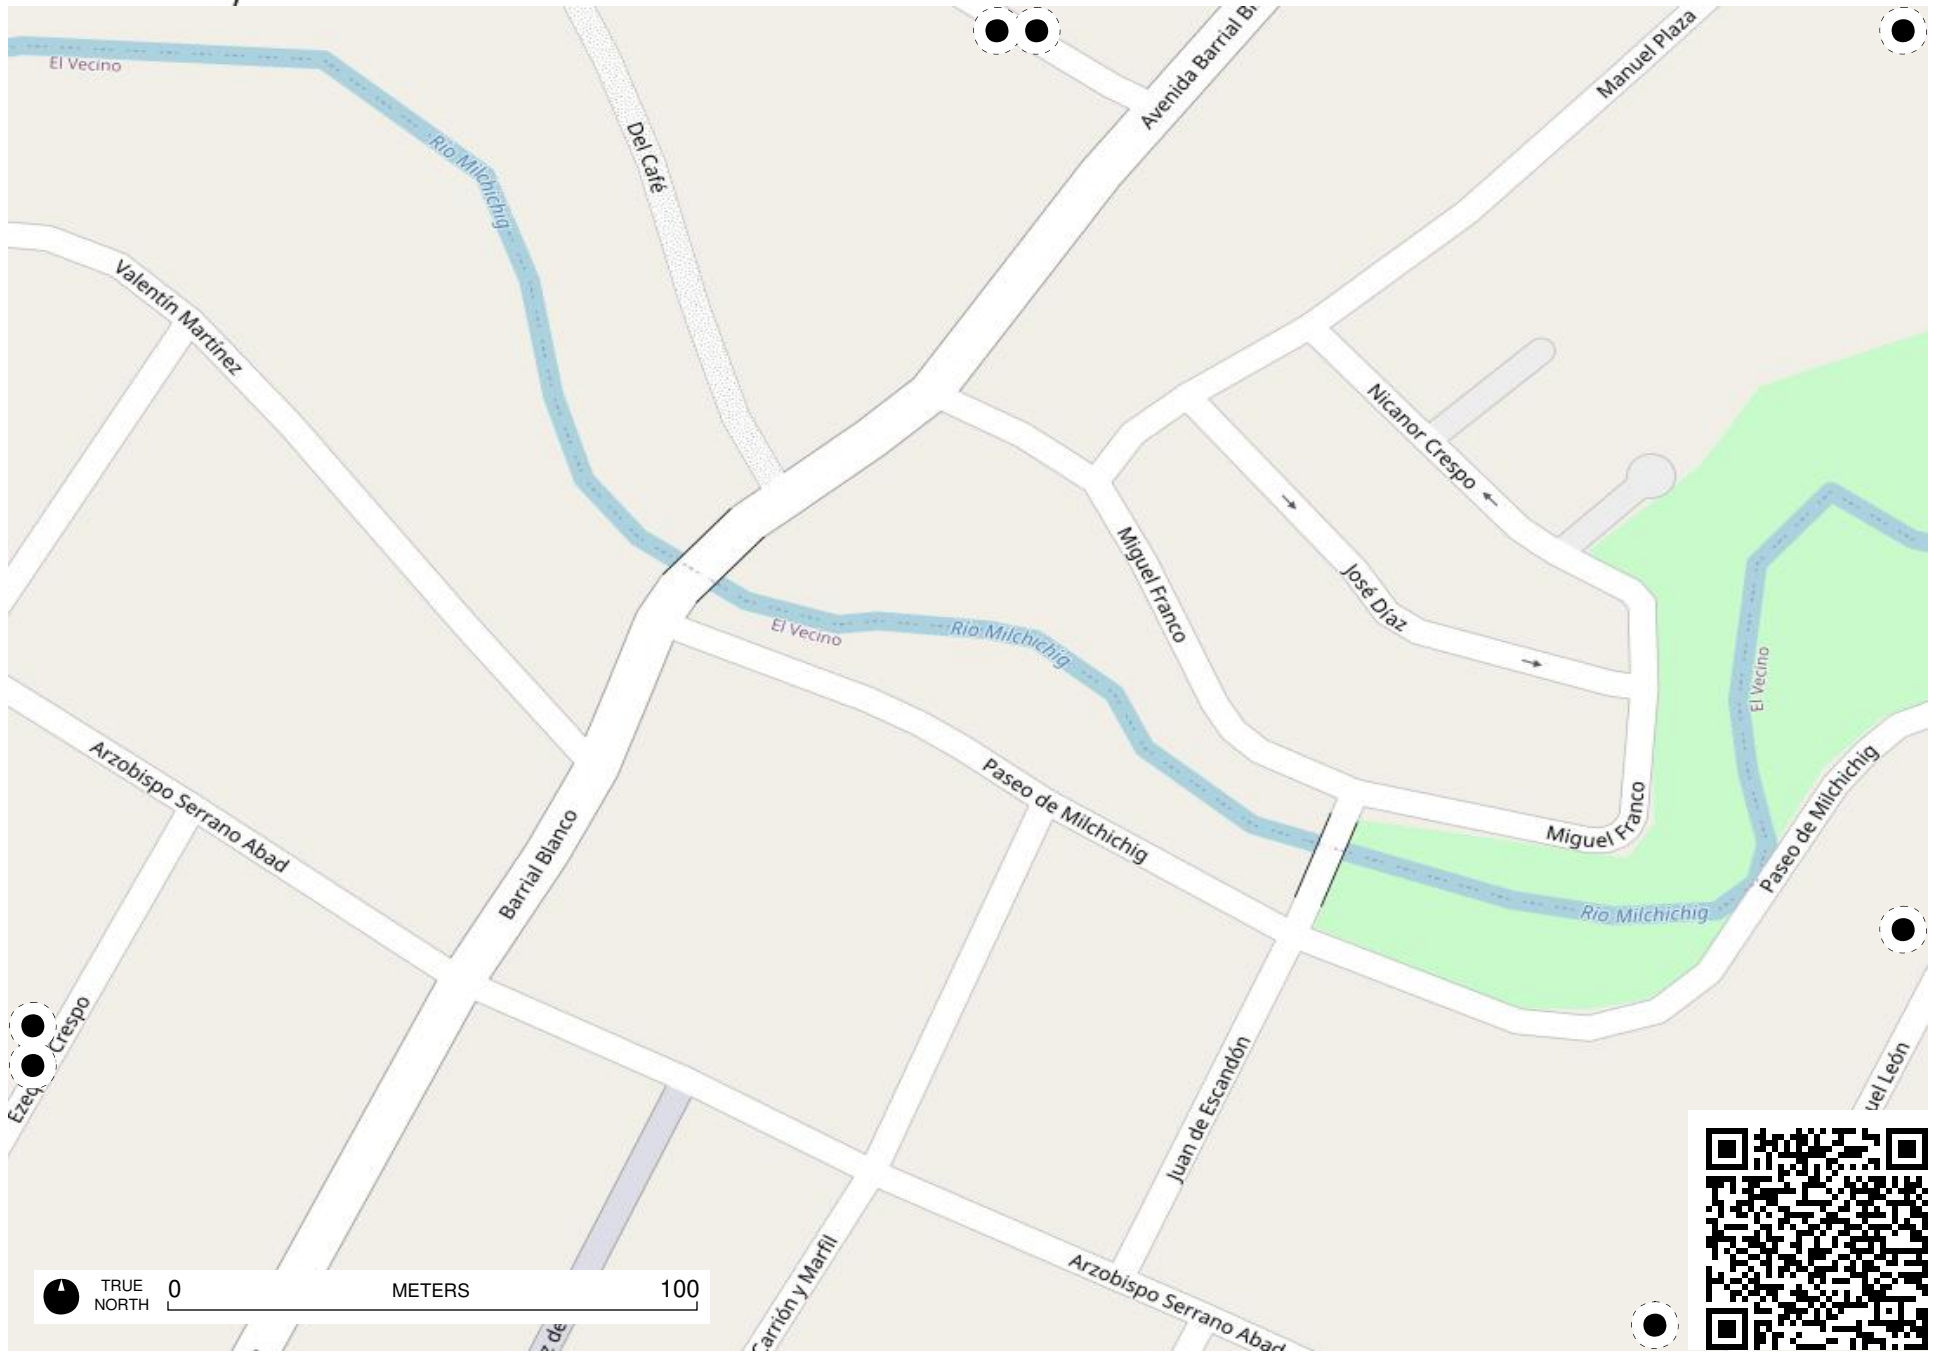 El Vecino
Manuel Plaza
Avenida Barrial
Del Café
Río Milchichig
Valentín Martínez
Nicanor Crespo
Miguel Franco
José Díaz
El Vecino
Río Milchichig
El Vecino
Arzobispo Serrano Abad
Paseo de Milchichig
Miguel Franco
Paseo de Milchichig
Barrial Blanco
Río Milchichig
Crespo
Juan de Escandón
León
Carrión y Marfil
Arzobispo Serrano Abad
TRUE NORTH
0 METERS 100